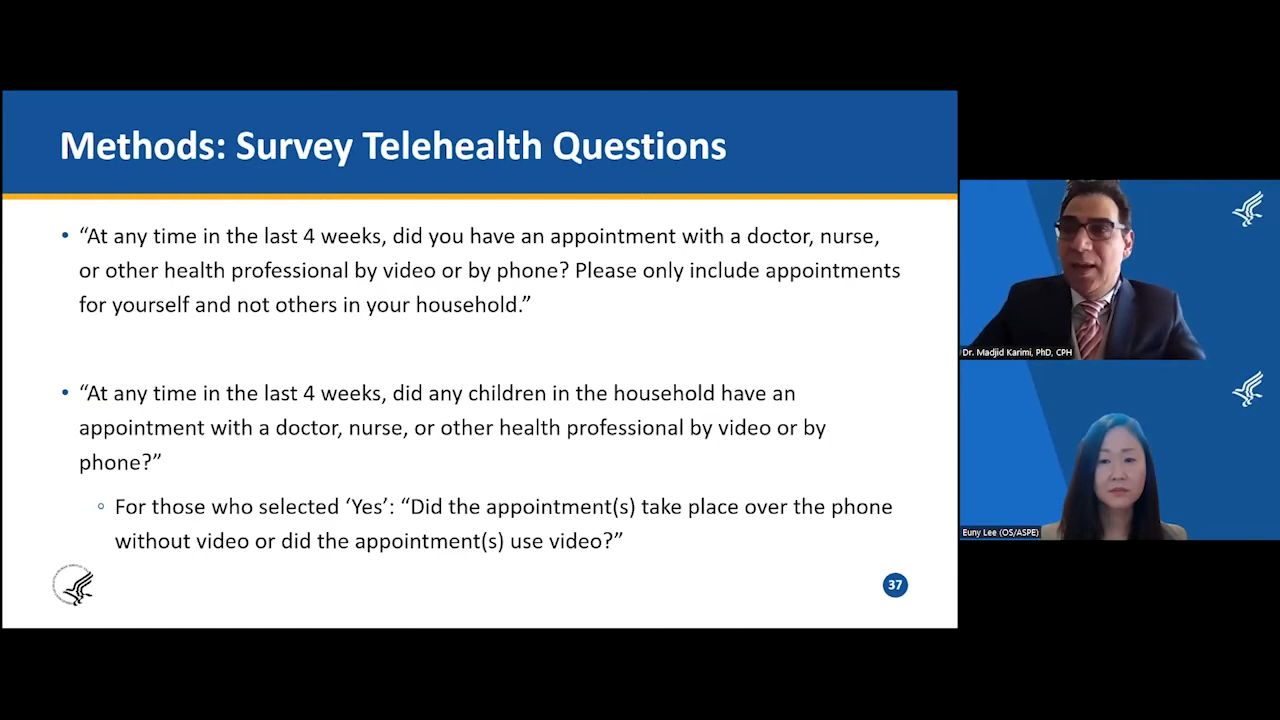 Methods: Survey Telehealth Questions
• “At any time in the last 4 weeks, did you have an appointment with a doctor, nurse,
or other health professional by video or by phone? Please only include appointments
for yourself and not others in your household.”
• “At any time in the last 4 weeks, did any children in the household have an
appointment with a doctor, nurse, or other health professional by video or by
phone?”
◦ For those who selected ‘Yes’: “Did the appointment(s) take place over the phone
without video or did the appointment(s) use video?”
37
Dr. Madjid Karimi, PhD, CPH
Euny Lee (OS/ASPE)